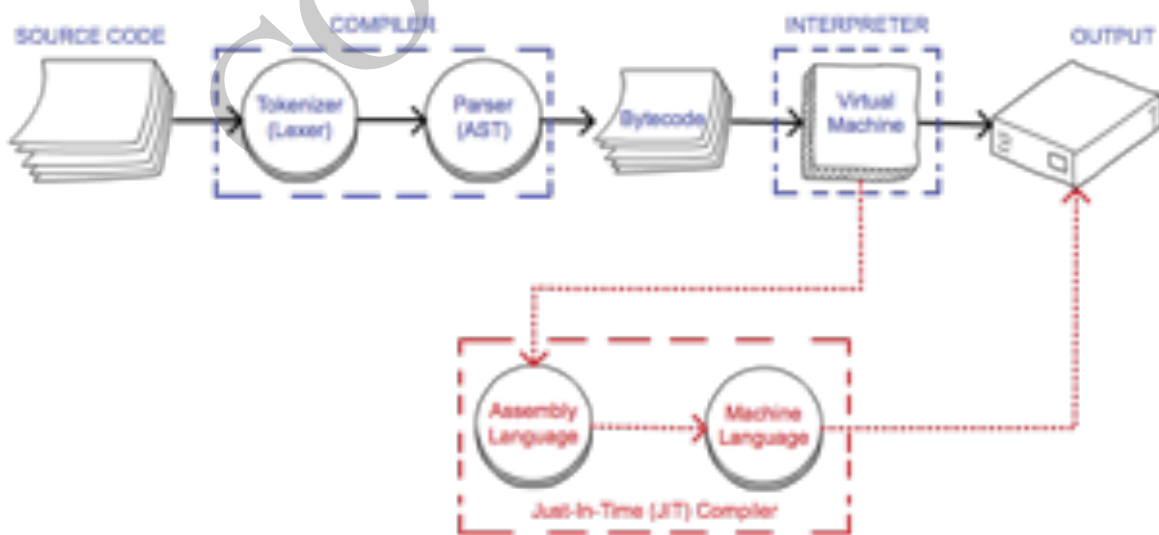 SOURCE CODE
COMPILER
INTERPRETER
OUTPUT
Tokenizer
(Lexer)
Parser
(AST)
Bytecode
Virtual
Machine
Assembly
Language
Machine
Language
Just-In-Time (JIT) Compiler